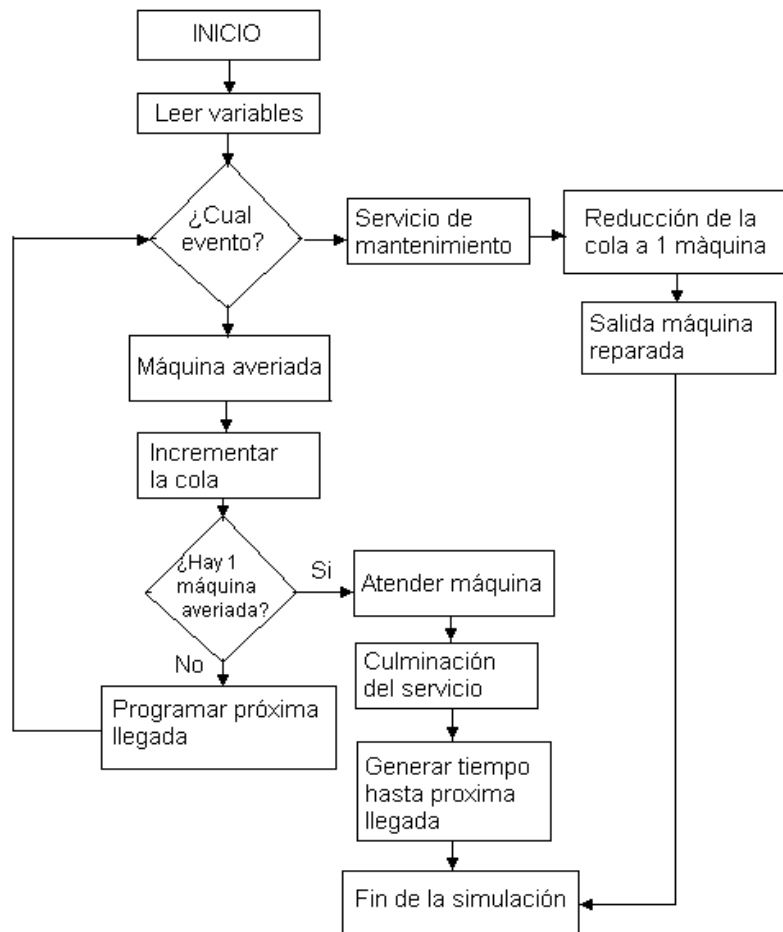 INICIO
Leer variables
¿Cual
evento?
Servicio de
mantenimiento
Reducción de la
cola a 1 màquina
Salida máquina
reparada
Máquina averiada
Incrementar
la cola
¿Hay 1
máquina
averiada?
Si
Atender máquina
No
Culminación
del servicio
Programar próxima
llegada
Generar tiempo
hasta proxima
llegada
Fin de la simulación